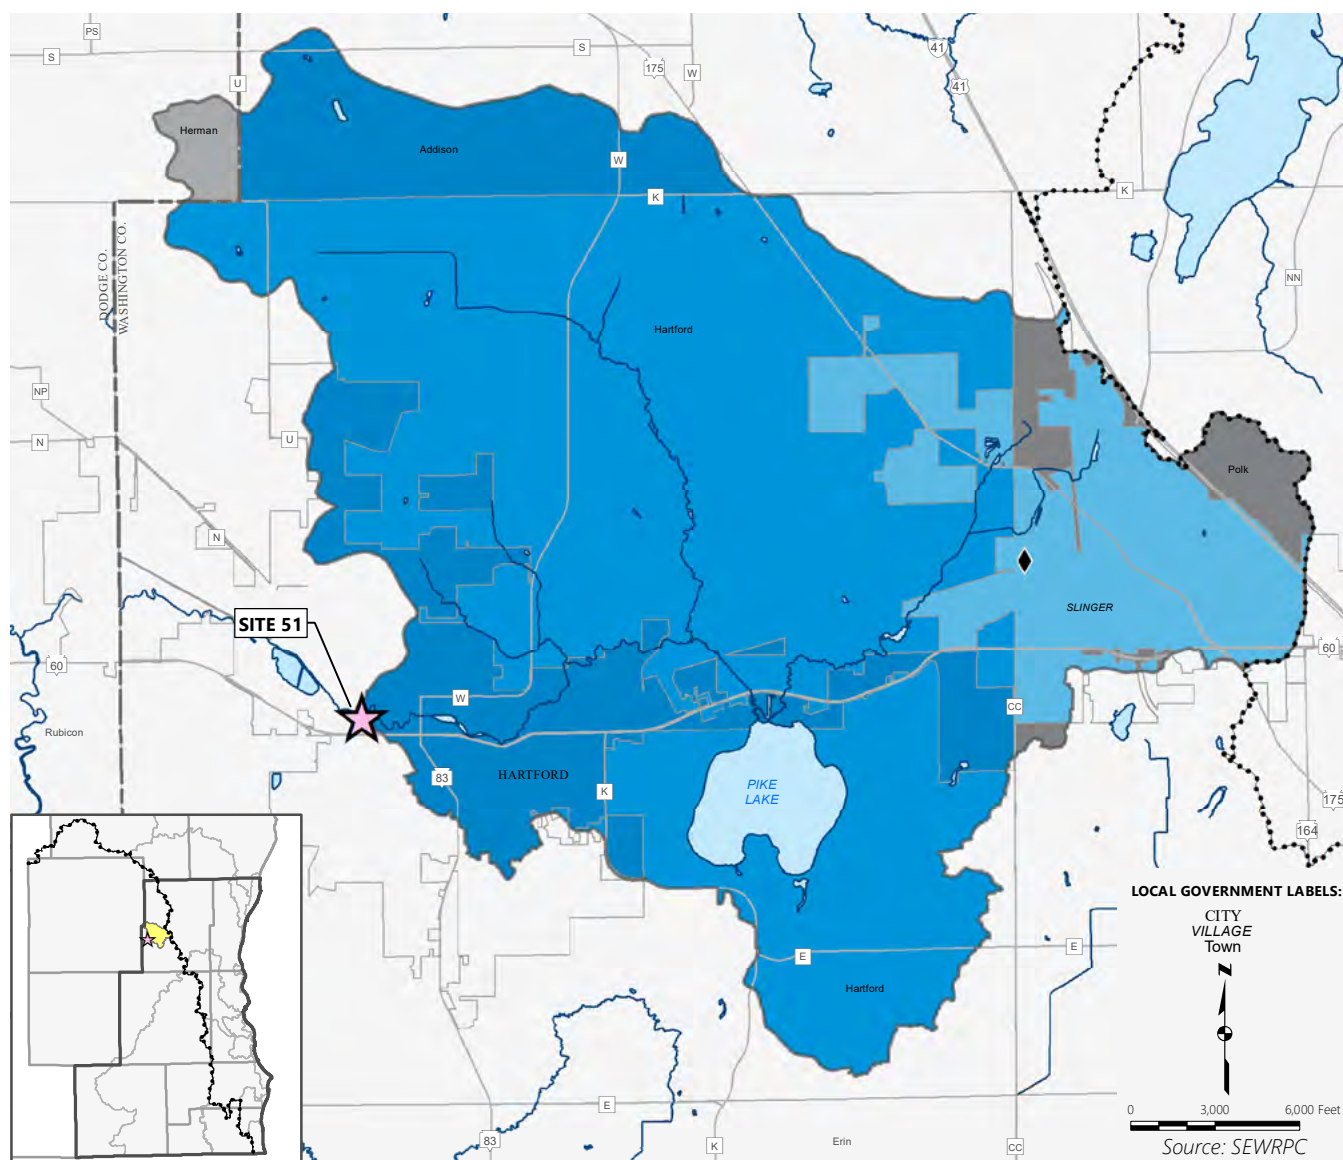 PS
S
S
41
175
W
U
41
Herman
Addison
W
K
K
DODGE CO.
WASHINGTON CO.
NN
Hartford
NP
N
U
Polk
N
SLINGER
SITE 51
60
60
W
CC
Rubicon
HARTFORD
83
K
PIKE
LAKE
175
164
LOCAL GOVERNMENT LABELS:
CITY
VILLAGE
Town
N
E
E
Hartford
0 3,000 6,000 Feet
E
83
K
Erin
CC
Source: SEWRPC